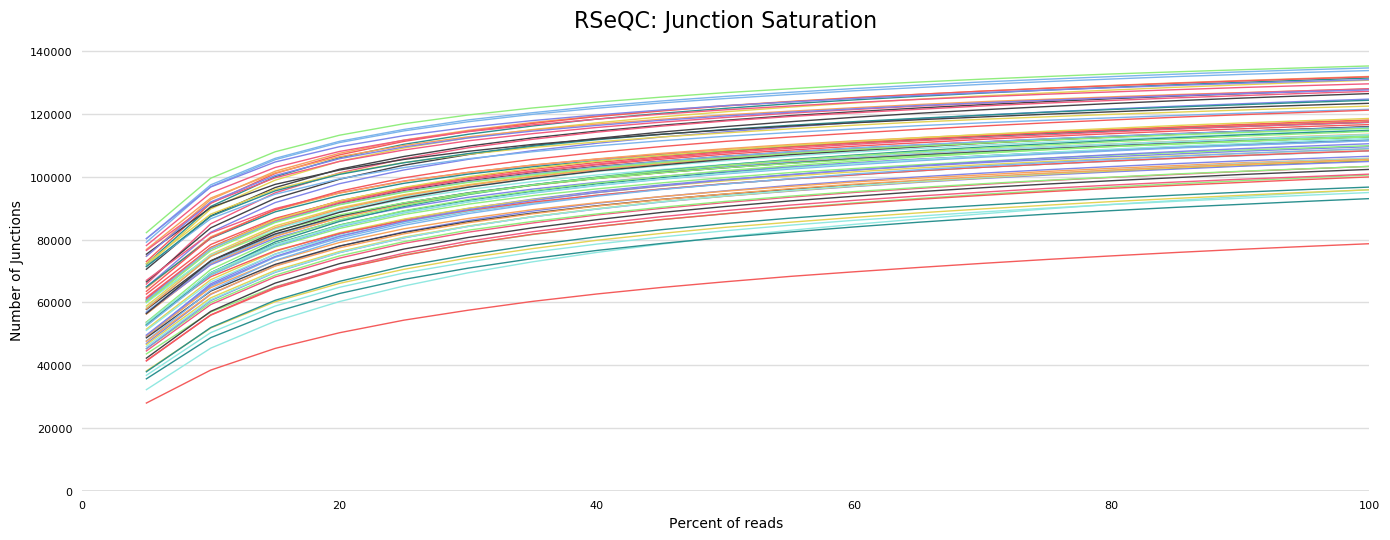 RSeQC: Junction Saturation
Number of Junctions
140000
120000
100000
80000
60000
40000
20000
0
0 20 40 60 80 100
Percent of reads